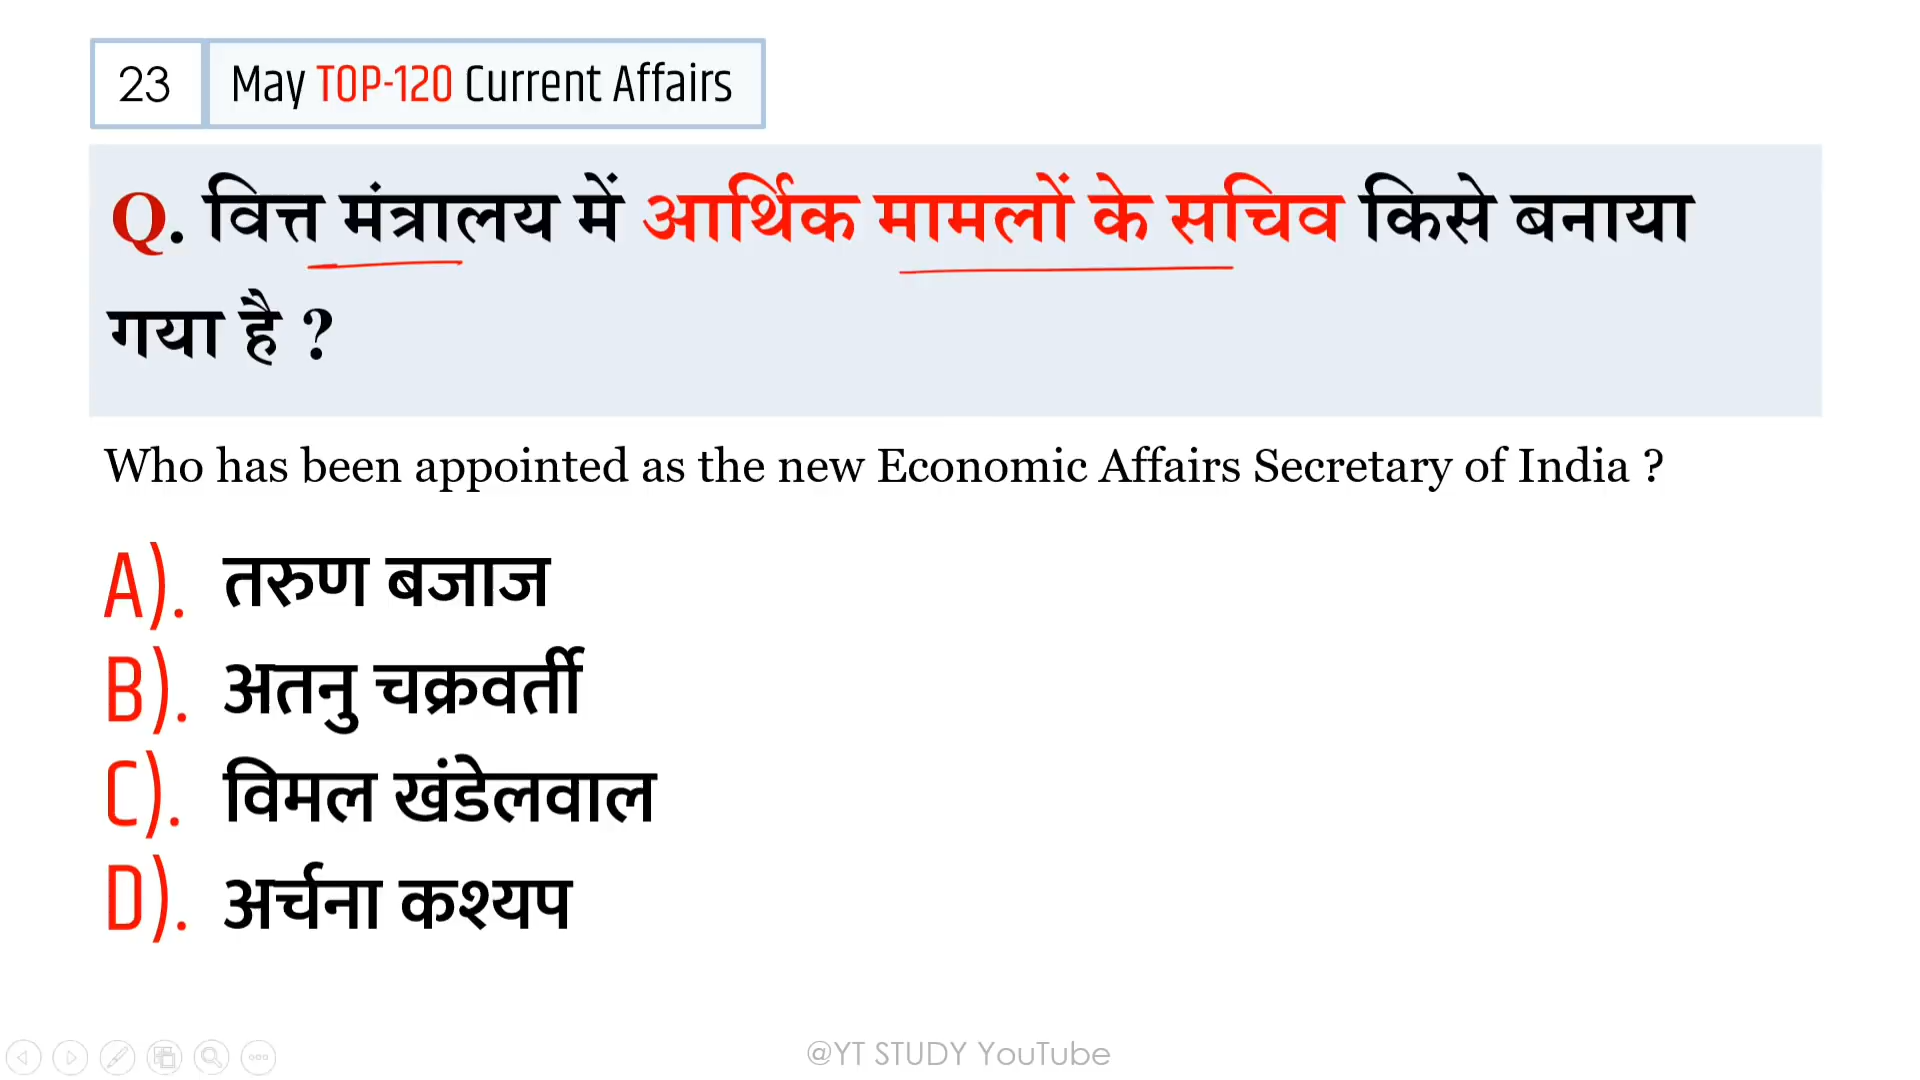 23 May TOP-120 Current Affairs
Q. वित्त मंत्रालय में आर्थिक मामलों के सचिव किसे बनाया
गया है ?
Who has been appointed as the new Economic Affairs Secretary of India ?
A). तरुण बजाज
B). अतनु चक्रवर्ती
C). विमल खंडेलवाल
D). अर्चना कश्यप
@YT STUDY YouTube